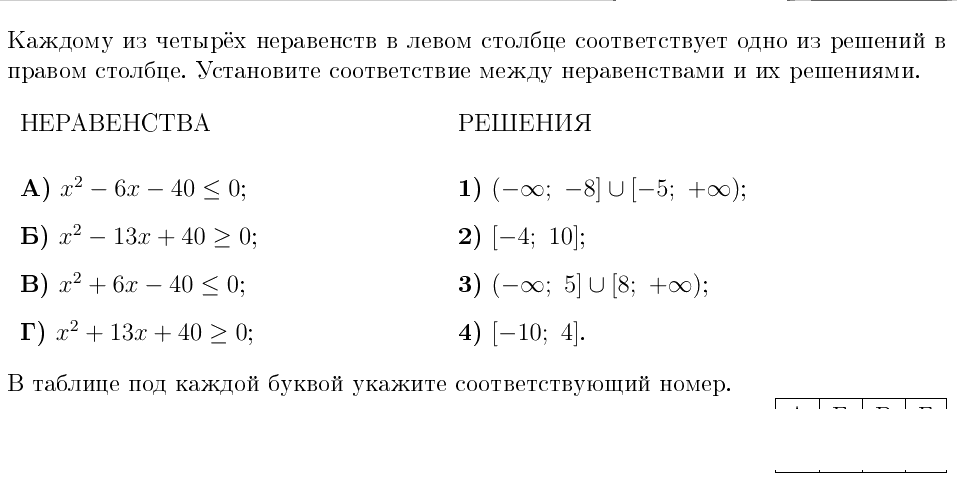 Каждому из четырёх неравенств в левом столбце соответствует одно из решений в
правом столбце. Установите соответствие между неравенствами и их решениями.
НЕРАВЕНСТВА РЕШЕНИЯ
А) x² − 6x − 40 ≤ 0; 1) (−∞; −8] ∪ [−5; +∞);
Б) x² − 13x + 40 ≥ 0; 2) [−4; 10];
В) x² + 6x − 40 ≤ 0; 3) (−∞; 5] ∪ [8; +∞);
Г) x² + 13x + 40 ≥ 0; 4) [−10; 4].
В таблице под каждой буквой укажите соответствующий номер.